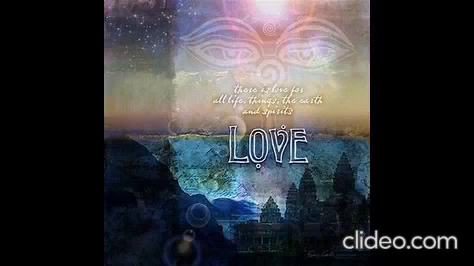 there is love for
all life, things, the earth
and spirits
LOVE
clideo.com